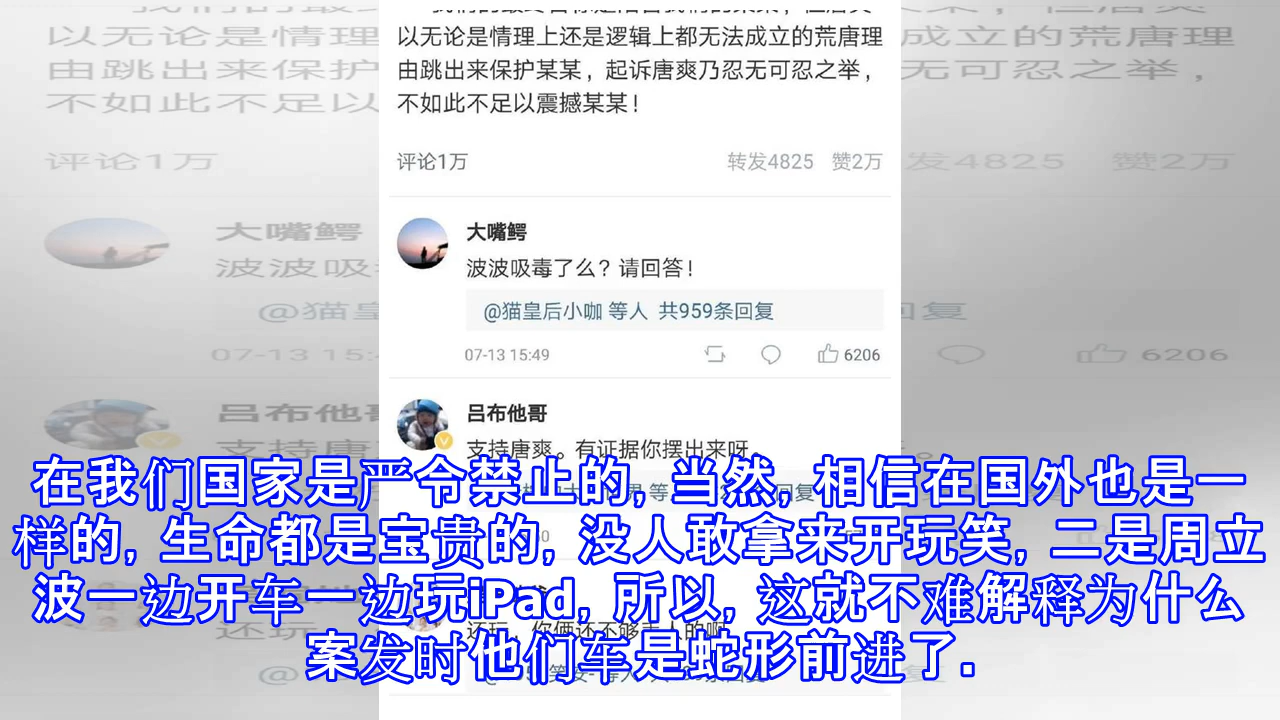 以无论是情理上还是逻辑上都无法成立的荒唐理
由跳出来保护某某，起诉唐爽乃忍无可忍之举，
不如此不足以震撼某某！
评论1万
转发4825 赞2万
大嘴鳄
波波吸毒了么？请回答！
@猫皇后小咖 等人 共959条回复
07-13 15:49
6206
吕布他哥
支持唐爽。有证据你摆出来呀
在我们国家是严令禁止的, 当然, 相信在国外也是一
样的, 生命都是宝贵的, 没人敢拿来开玩笑, 二是周立
波一边开车一边玩iPad, 所以, 这就不难解释为什么
案发时他们车是蛇形前进了.